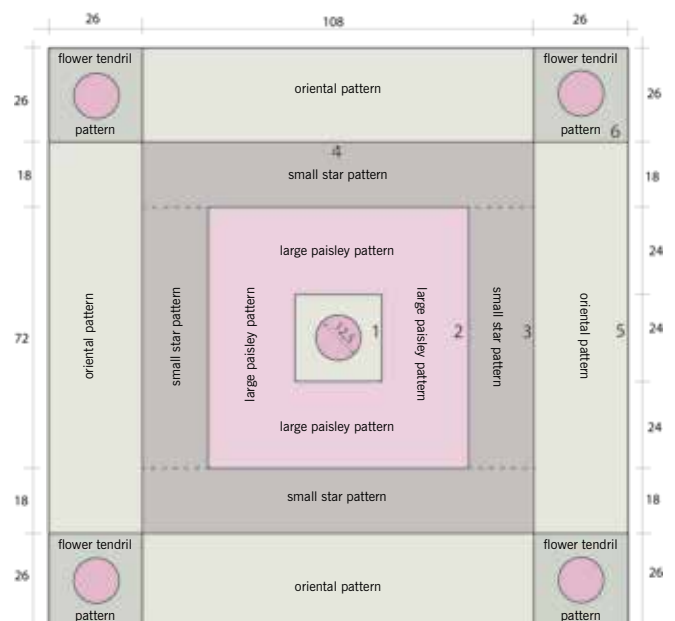 26 108 26
flower tendril
pattern
oriental pattern
flower tendril
pattern 6
26
26
4
small star pattern
18
18
large paisley pattern
24
oriental pattern
small star pattern
large paisley pattern
12,5
1
large paisley pattern
2
small star pattern
3
oriental pattern
5
72
24
large paisley pattern
24
small star pattern
18
18
flower tendril
pattern
oriental pattern
flower tendril
pattern
26
26